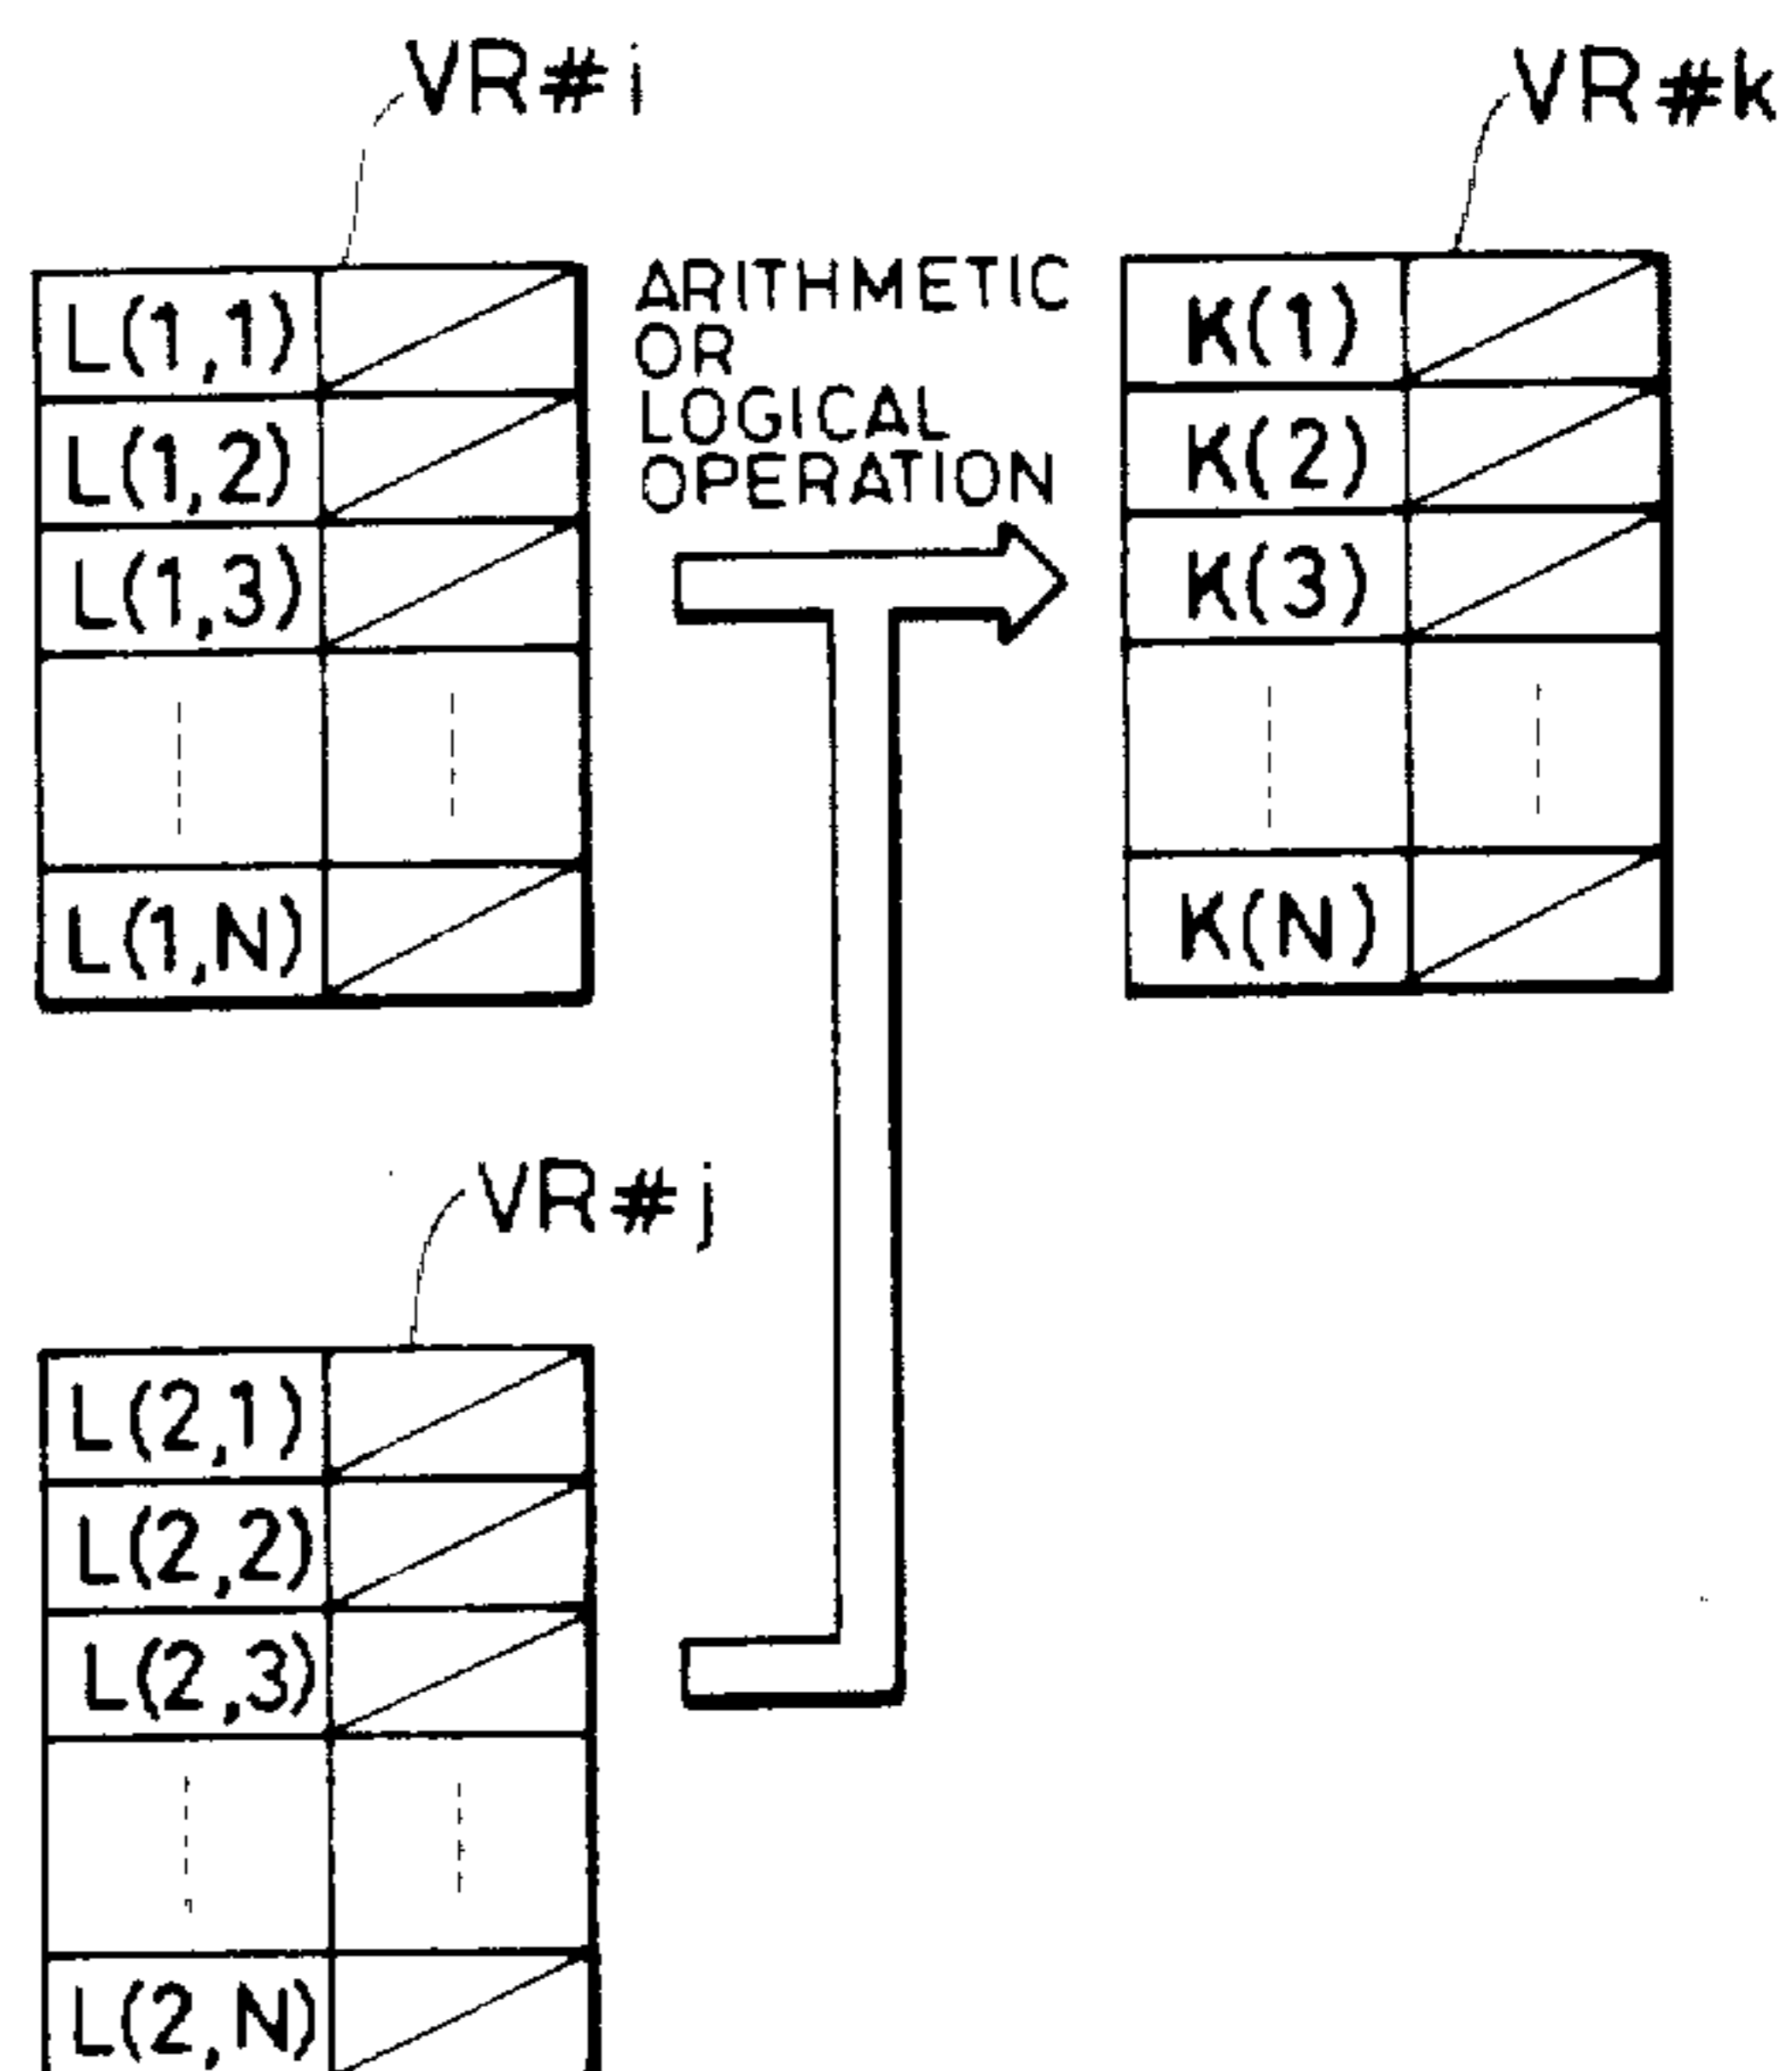 VR#i
VR#k
L(1,1)
L(1,2)
L(1,3)
L(1,N)
ARITHMETIC
OR
LOGICAL
OPERATION
K(1)
K(2)
K(3)
K(N)
VR#j
L(2,1)
L(2,2)
L(2,3)
L(2,N)